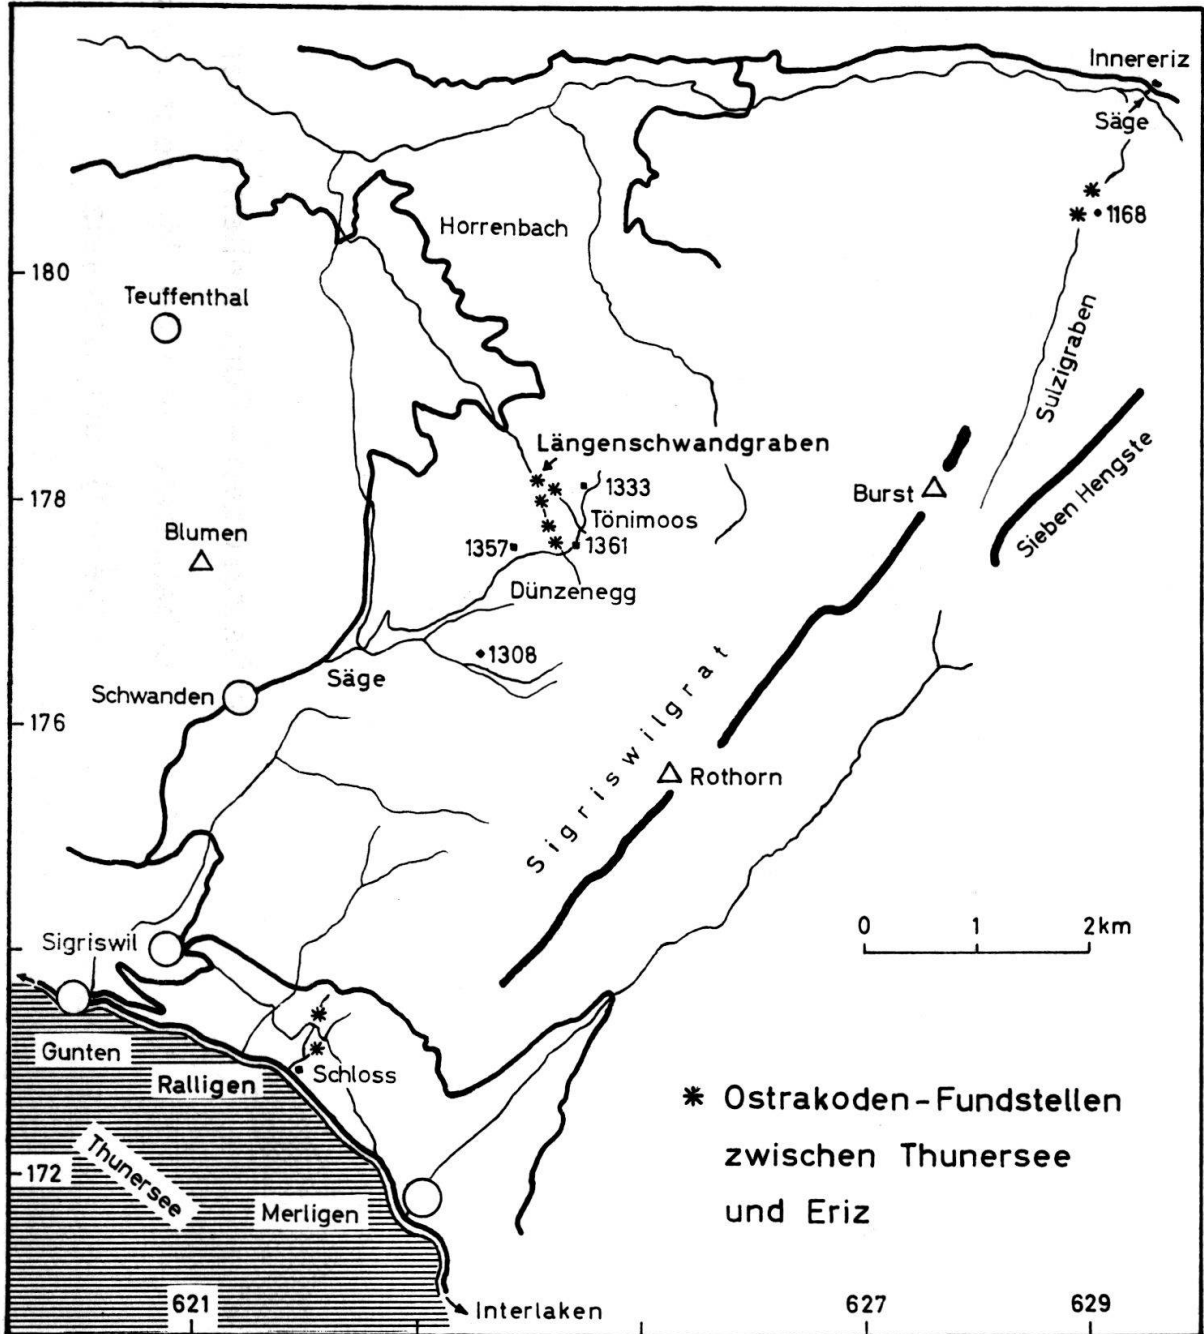 Innereriz
Säge
1168
Horrenbach
180
Teuffenthal
Sulzigraben
Längenschwandgraben
1333
178
Burst
Tönimoos
Sieben Hengste
Blumen
1357
1361
Dünzenegg
1308
Säge
Schwanden
176
Sigriswilgrat
Rothorn
0 1 2 km
Sigriswil
Gunten
Schloss
Ralligen
* Ostrakoden-Fundstellen
zwischen Thunersee
und Eriz
172
Thunersee
Merligen
621
627
629
Interlaken